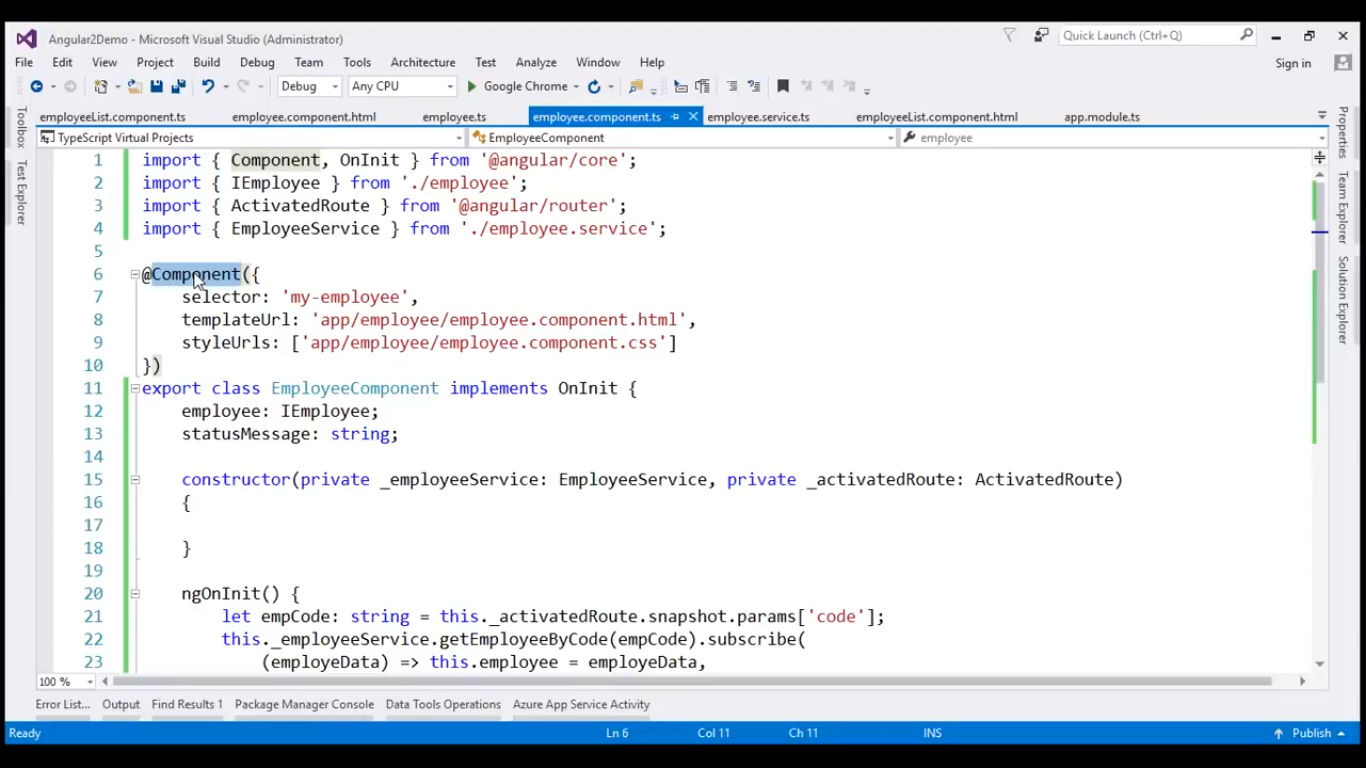 Angular2Demo - Microsoft Visual Studio (Administrator)
Quick Launch (Ctrl+Q)
File Edit View Project Build Debug Team Tools Architecture Test Analyze Window Help
Sign in
Debug Any CPU Google Chrome
employeeList.component.ts employee.component.html employee.ts employee.component.ts employee.service.ts employeeList.component.html app.module.ts
TypeScript Virtual Projects EmployeeComponent employee
Toolbox
Test Explorer
Properties
Team Explorer
Solution Explorer
1 import { Component, OnInit } from '@angular/core';
2 import { IEmployee } from './employee';
3 import { ActivatedRoute } from '@angular/router';
4 import { EmployeeService } from './employee.service';
5
6 @Component({
7 selector: 'my-employee',
8 templateUrl: 'app/employee/employee.component.html',
9 styleUrls: ['app/employee/employee.component.css']
10 })
11 export class EmployeeComponent implements OnInit {
12 employee: IEmployee;
13 statusMessage: string;
14
15 constructor(private _employeeService: EmployeeService, private _activatedRoute: ActivatedRoute)
16 {
17
18 }
19
20 ngOnInit() {
21 let empCode: string = this._activatedRoute.snapshot.params['code'];
22 this._employeeService.getEmployeeByCode(empCode).subscribe(
23 (employeData) => this.employee = employeData,
100 %
Error List... Output Find Results 1 Package Manager Console Data Tools Operations Azure App Service Activity
Ready Ln 6 Col 11 Ch 11 INS Publish